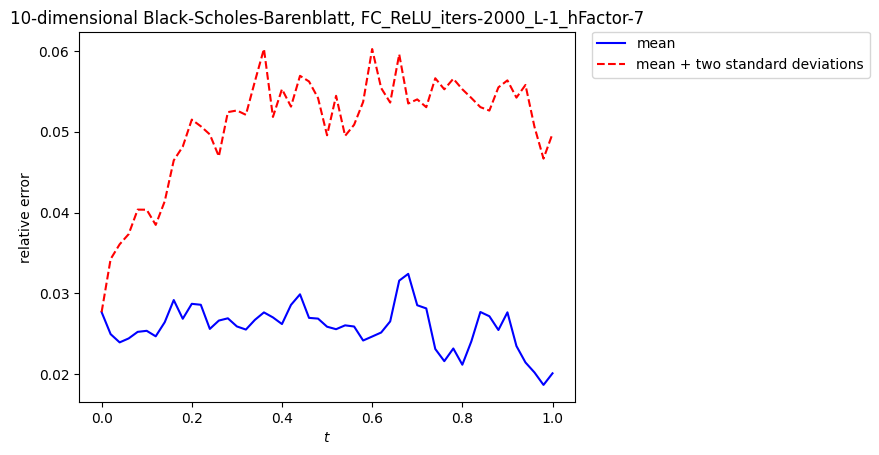 10-dimensional Black-Scholes-Barenblatt, FC_ReLU_iters-2000_L-1_hFactor-7
mean
mean + two standard deviations
relative error
0.06
0.05
0.04
0.03
0.02
0.0 0.2 0.4 0.6 0.8 1.0
t